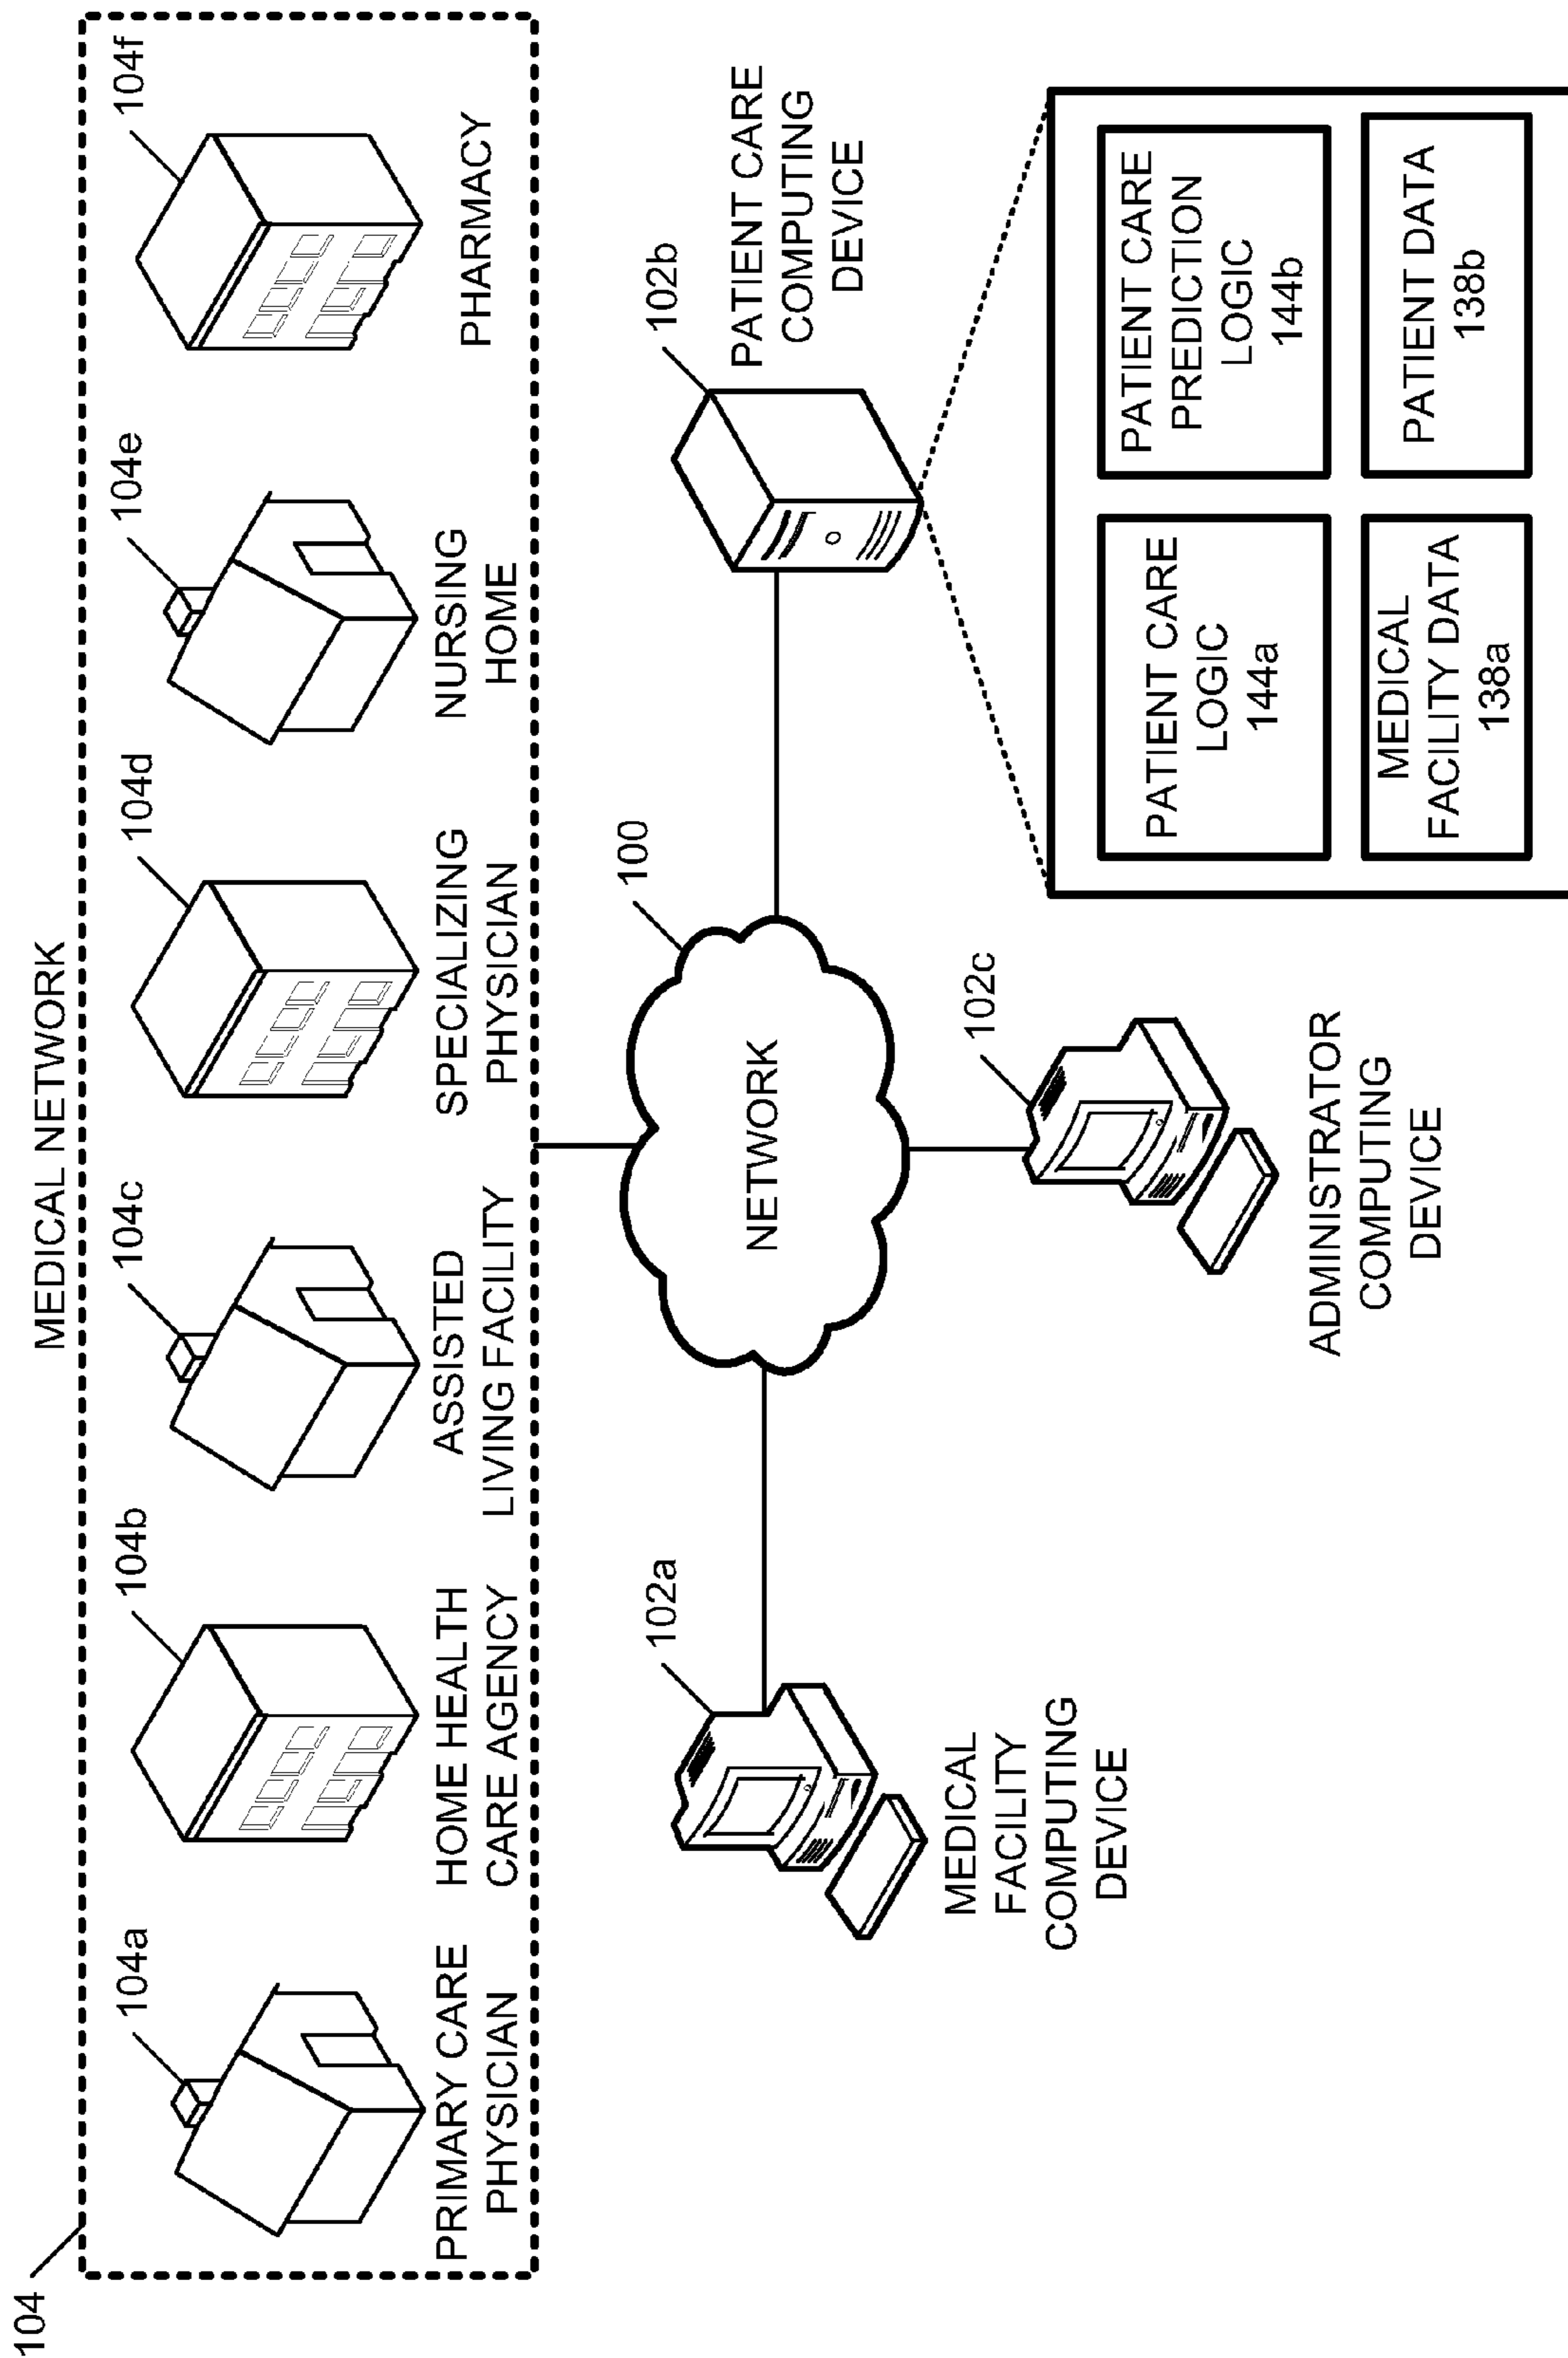 MEDICAL NETWORK
104
104a
104b
104c
104d
104e
104f
PRIMARY CARE
PHYSICIAN
HOME HEALTH
CARE AGENCY
ASSISTED
LIVING FACILITY
SPECIALIZING
PHYSICIAN
NURSING
HOME
PHARMACY
100
NETWORK
102a
MEDICAL
FACILITY
COMPUTING
DEVICE
102c
ADMINISTRATOR
COMPUTING
DEVICE
102b
PATIENT CARE
COMPUTING
DEVICE
PATIENT CARE
LOGIC
144a
PATIENT CARE
PREDICTION
LOGIC
144b
MEDICAL
FACILITY DATA
138a
PATIENT DATA
138b